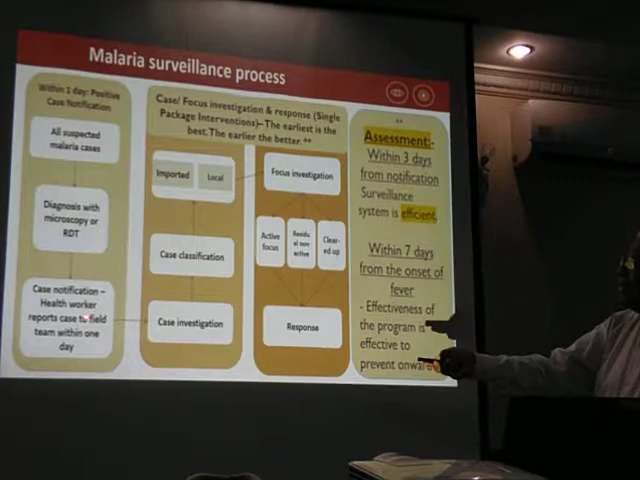 Malaria surveillance process
Within 1 day: Positive
Case Notification
All suspected
malaria cases
Diagnosis with
microscopy or
RDT
Case notification –
Health worker
reports case to field
team within one
day
Case/ Focus investigation & response (Single
Package Interventions)– The earliest is the
best. The earlier the better. **
Imported
Local
Case classification
Case investigation
Focus investigation
Active
focus
Residu
al non
active
Clear-
ed up
Response
**
Assessment:-
Within 3 days
from notification
Surveillance
system is efficient.
Within 7 days
from the onset of
fever
- Effectiveness of
the program is
effective to
prevent